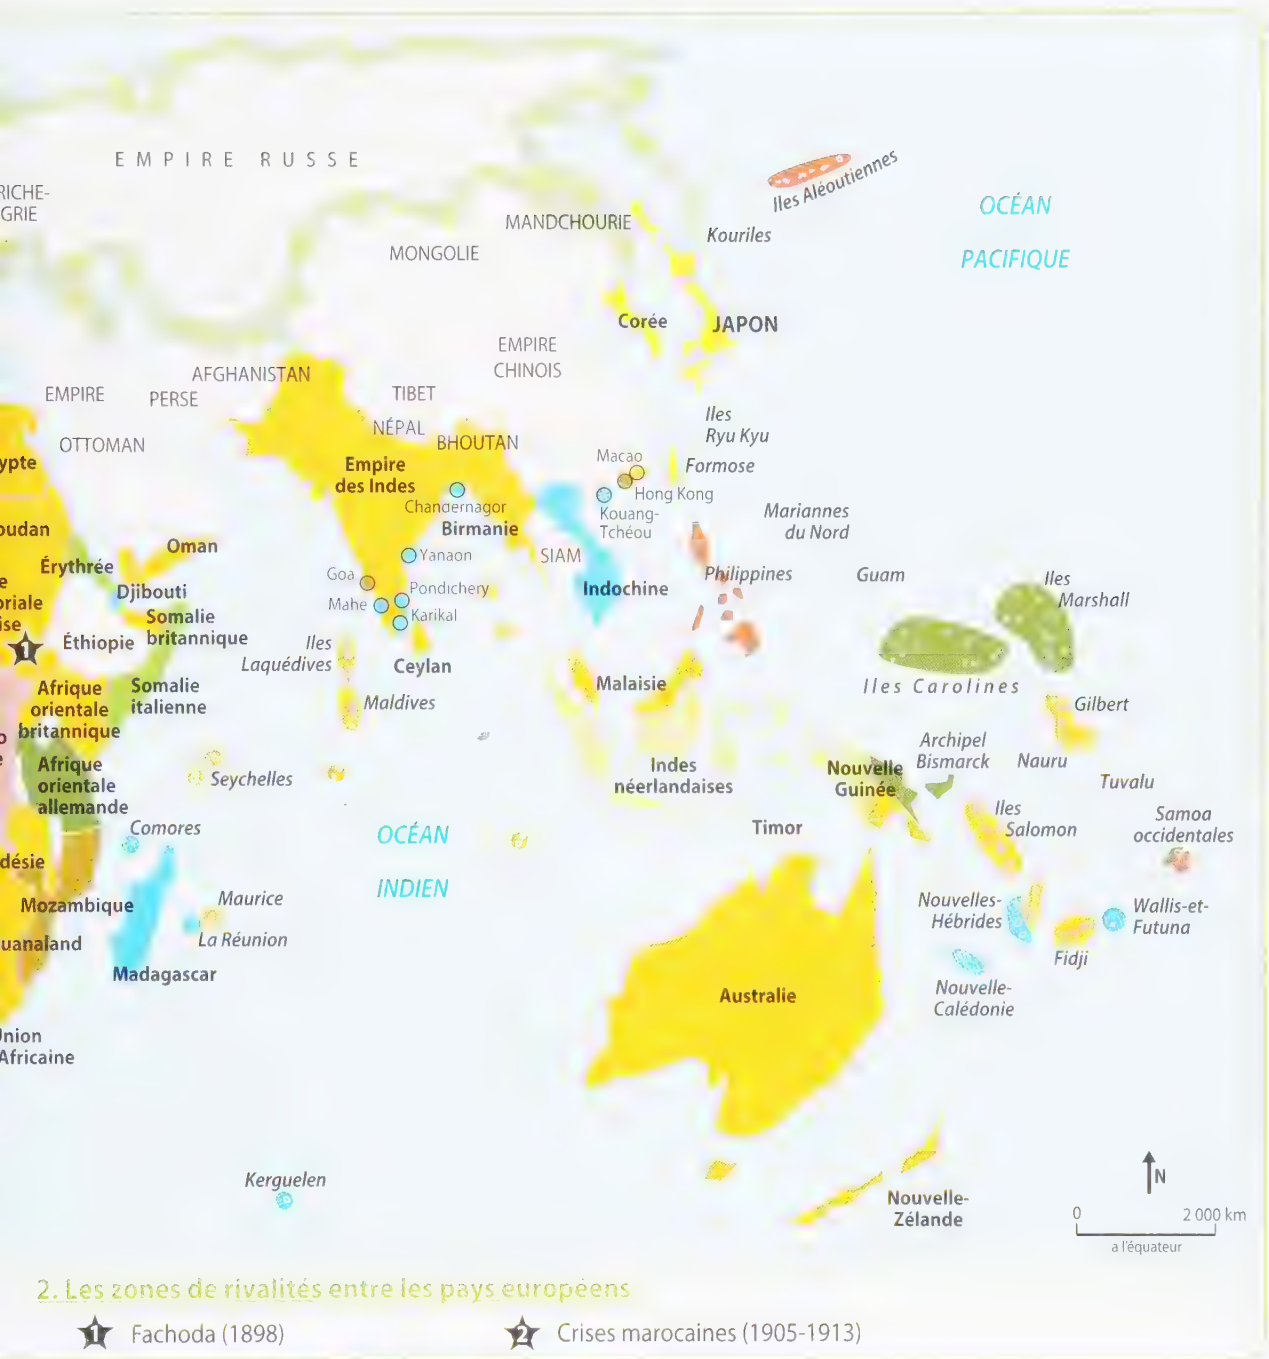 EMPIRE RUSSE
RICHE-
GRIE
Iles Aléoutiennes
OCÉAN
PACIFIQUE
MANDCHOURIE
Kouriles
MONGOLIE
Corée
JAPON
EMPIRE
CHINOIS
AFGHANISTAN
EMPIRE
PERSE
TIBET
OTTOMAN
NÉPAL
BHOUTAN
Iles
Ryu Kyu
ypte
Empire
des Indes
Macao
Formose
Hong Kong
Chandernagor
Kouang-
Tchéou
Mariannes
du Nord
oudan
Birmanie
Oman
Yanaon
SIAM
Érythrée
Goa
Philippines
Guam
Iles
Marshall
Djibouti
Pondichery
Indochine
e
oriale
ise
Mahe
Karikal
Somalie
britannique
1
Éthiopie
Iles
Laquédives
Ceylan
Malaisie
Iles Carolines
Afrique
orientale
britannique
Somalie
italienne
Maldives
Gilbert
o
e
Archipel
Bismarck
Nauru
Afrique
orientale
allemande
Seychelles
Indes
néerlandaises
Nouvelle
Guinée
Tuvalu
Comores
OCÉAN
INDIEN
Timor
Iles
Salomon
Samoa
occidentales
désie
Mozambique
Maurice
Nouvelles-
Hébrides
Wallis-et-
Futuna
uanaland
La Réunion
Fidji
Madagascar
Australie
Nouvelle-
Calédonie
Union
Africaine
Kerguelen
Nouvelle-
Zélande
N
0 2 000 km
a l'équateur
2. Les zones de rivalités entre les pays européens
1 Fachoda (1898)
2 Crises marocaines (1905-1913)